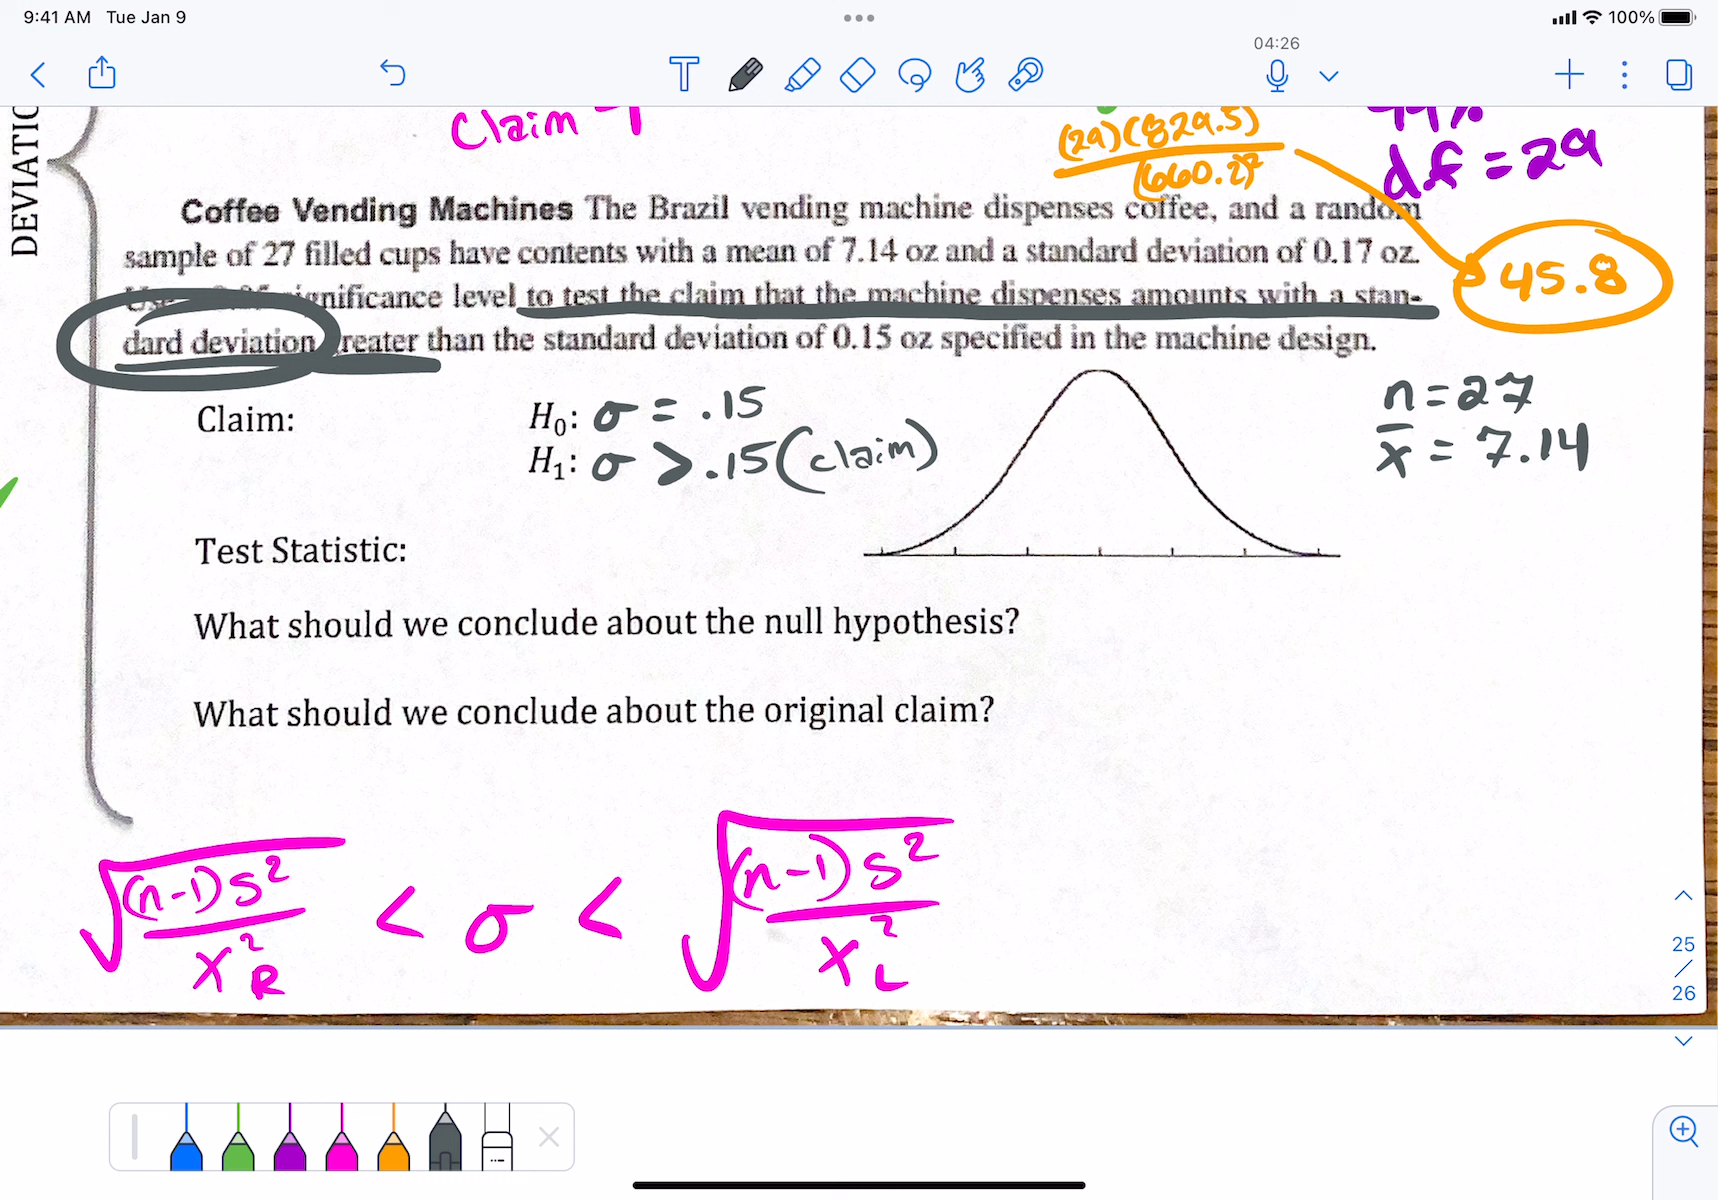 9:41 AM Tue Jan 9
100%
04:26
DEVIATIO
Claim
(29)(829.5)
(660.2)²
df = 29
45.8
Coffee Vending Machines The Brazil vending machine dispenses coffee, and a random
sample of 27 filled cups have contents with a mean of 7.14 oz and a standard deviation of 0.17 oz.
significance level to test the claim that the machine dispenses amounts with a stan-
dard deviation greater than the standard deviation of 0.15 oz specified in the machine design.
n = 27
x̄ = 7.14
Claim:
H₀: σ = .15
H₁: σ > .15 (claim)
Test Statistic:
What should we conclude about the null hypothesis?
What should we conclude about the original claim?
√((n-1)s²/x²R) < σ < √((n-1)s²/x²L)
25
/
26